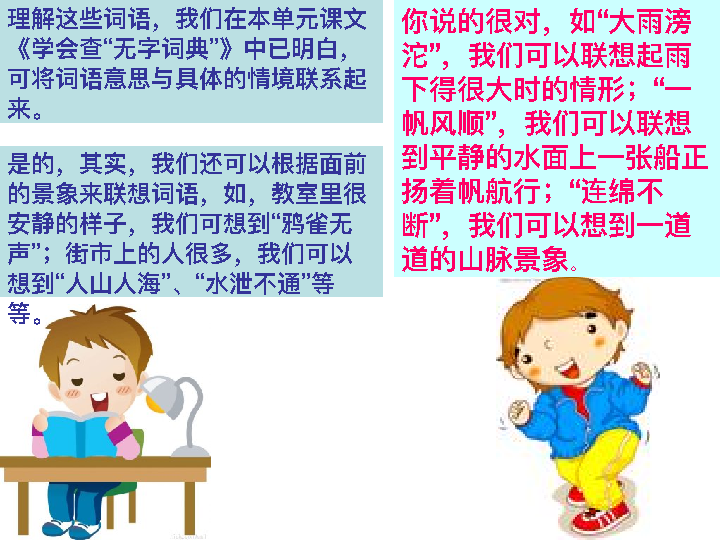 理解这些词语，我们在本单元课文
《学会查“无字词典”》中已明白，
可将词语意思与具体的情境联系起
来。
是的，其实，我们还可以根据面前
的景象来联想词语，如，教室里很
安静的样子，我们可想到“鸦雀无
声”；街市上的人很多，我们可以
想到“人山人海”、“水泄不通”等
等。
你说的很对，如“大雨滂
沱”，我们可以联想起雨
下得很大时的情形；“一
帆风顺”，我们可以联想
到平静的水面上一张船正
扬着帆航行；“连绵不
断”，我们可以想到一道
道的山脉景象。